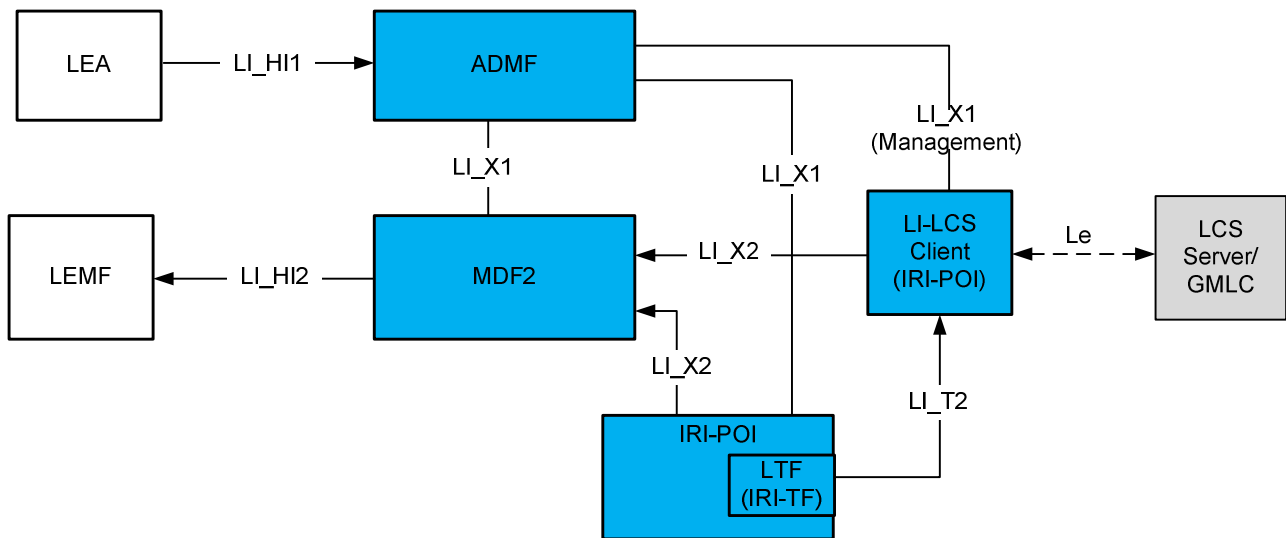 LEA
LI_HI1
ADMF
LI_X1
(Management)
LI_X1
LI_X1
LEMF
LI_HI2
MDF2
LI_X2
LI-LCS
Client
(IRI-POI)
Le
LCS
Server/
GMLC
LI_X2
LI_T2
IRI-POI
LTF
(IRI-TF)